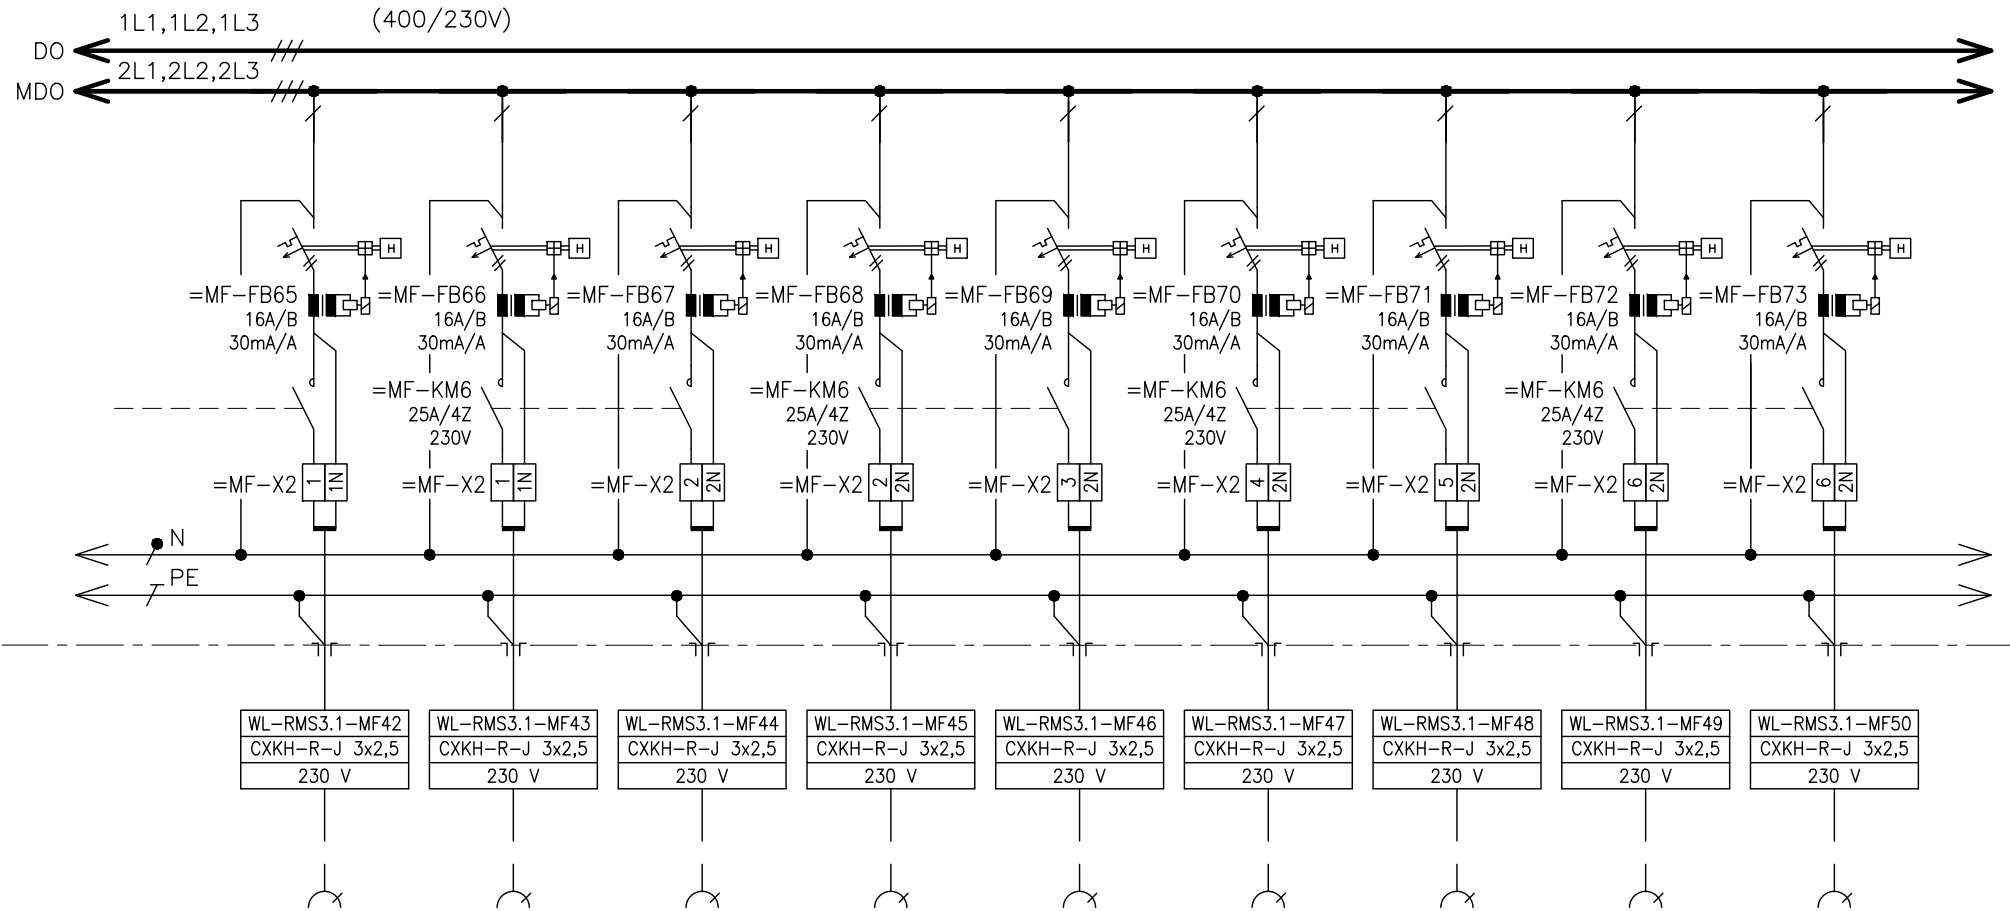 1L1,1L2,1L3 (400/230V)
DO
2L1,2L2,2L3
MDO
H H H H H H H H H
=MF-FB65 =MF-FB66 =MF-FB67 =MF-FB68 =MF-FB69 =MF-FB70 =MF-FB71 =MF-FB72 =MF-FB73
16A/B 16A/B 16A/B 16A/B 16A/B 16A/B 16A/B 16A/B 16A/B
30mA/A 30mA/A 30mA/A 30mA/A 30mA/A 30mA/A 30mA/A 30mA/A 30mA/A
=MF-KM6 =MF-KM6 =MF-KM6 =MF-KM6
25A/4Z 25A/4Z 25A/4Z 25A/4Z
230V 230V 230V 230V
=MF-X2 1 1N =MF-X2 1 1N =MF-X2 2 2N =MF-X2 2 2N =MF-X2 3 2N =MF-X2 4 2N =MF-X2 5 2N =MF-X2 6 2N =MF-X2 6 2N
N
PE
WL-RMS3.1-MF42 WL-RMS3.1-MF43 WL-RMS3.1-MF44 WL-RMS3.1-MF45 WL-RMS3.1-MF46 WL-RMS3.1-MF47 WL-RMS3.1-MF48 WL-RMS3.1-MF49 WL-RMS3.1-MF50
CXKH-R-J 3x2,5 CXKH-R-J 3x2,5 CXKH-R-J 3x2,5 CXKH-R-J 3x2,5 CXKH-R-J 3x2,5 CXKH-R-J 3x2,5 CXKH-R-J 3x2,5 CXKH-R-J 3x2,5 CXKH-R-J 3x2,5
230 V 230 V 230 V 230 V 230 V 230 V 230 V 230 V 230 V